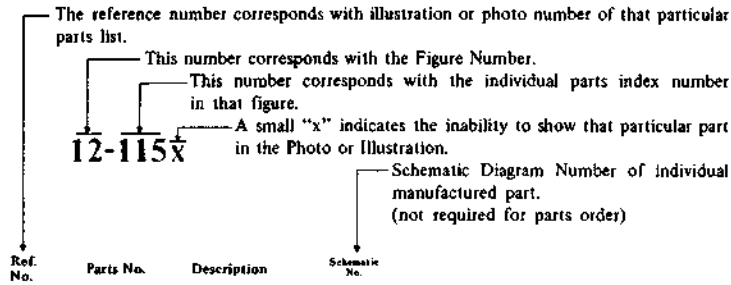 The reference number corresponds with illustration or photo number of that particular
parts list.
This number corresponds with the Figure Number.
This number corresponds with the individual parts index number
in that figure.
A small “x” indicates the inability to show that particular part
in the Photo or Illustration.
12-115x
Schematic Diagram Number of individual
manufactured part.
(not required for parts order)
Ref. No.
Parts No.
Description
Schematic No.